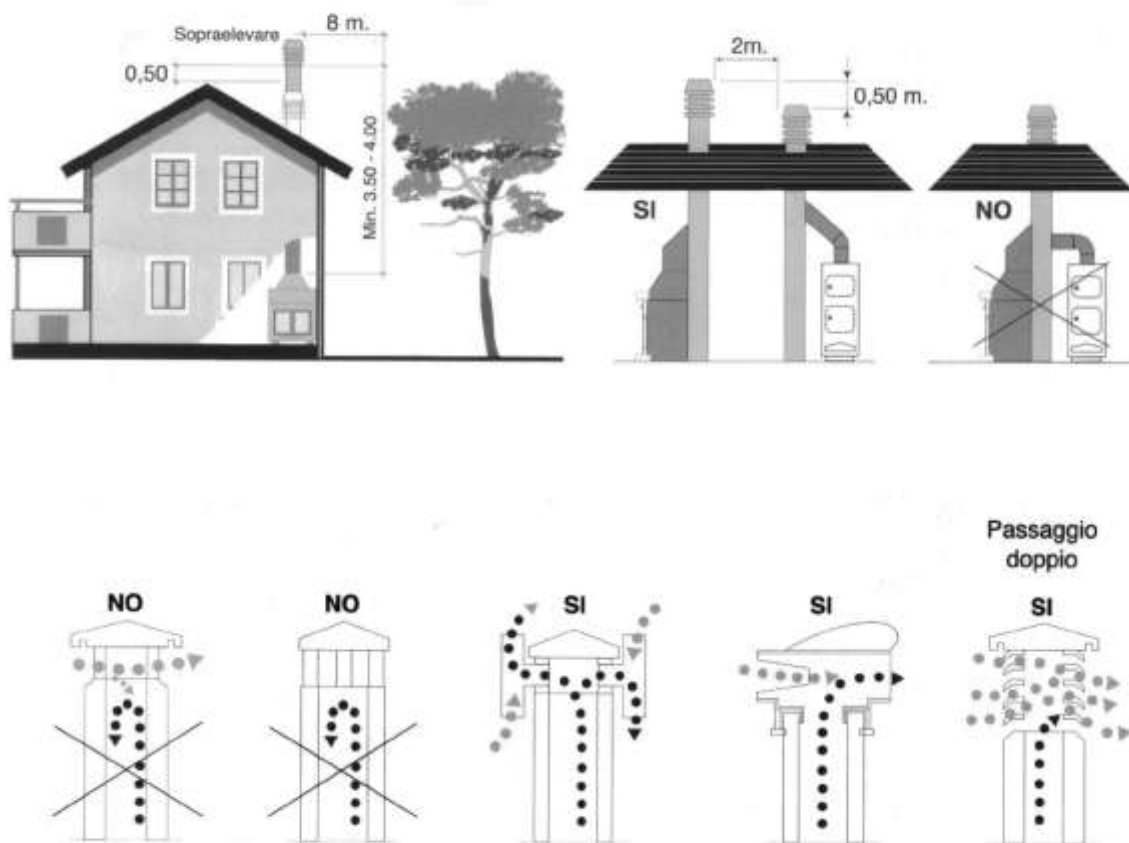 Sopraelevare
8 m.
0,50
Min. 3.50 - 4.00
2m.
0,50 m.
SI
NO
Passaggio
doppio
NO
NO
SI
SI
SI